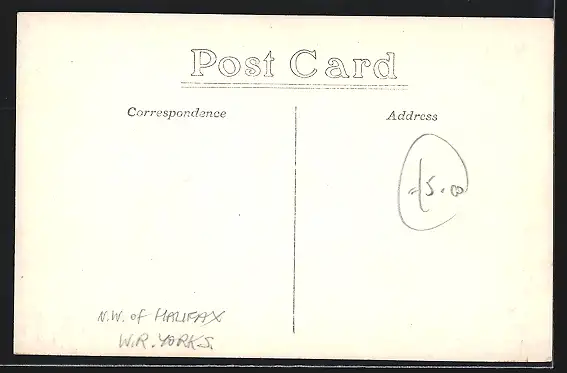 Post Card
Correspondence
Address
£5.00
N.W. of HALIFAX
W.R. YORKS.